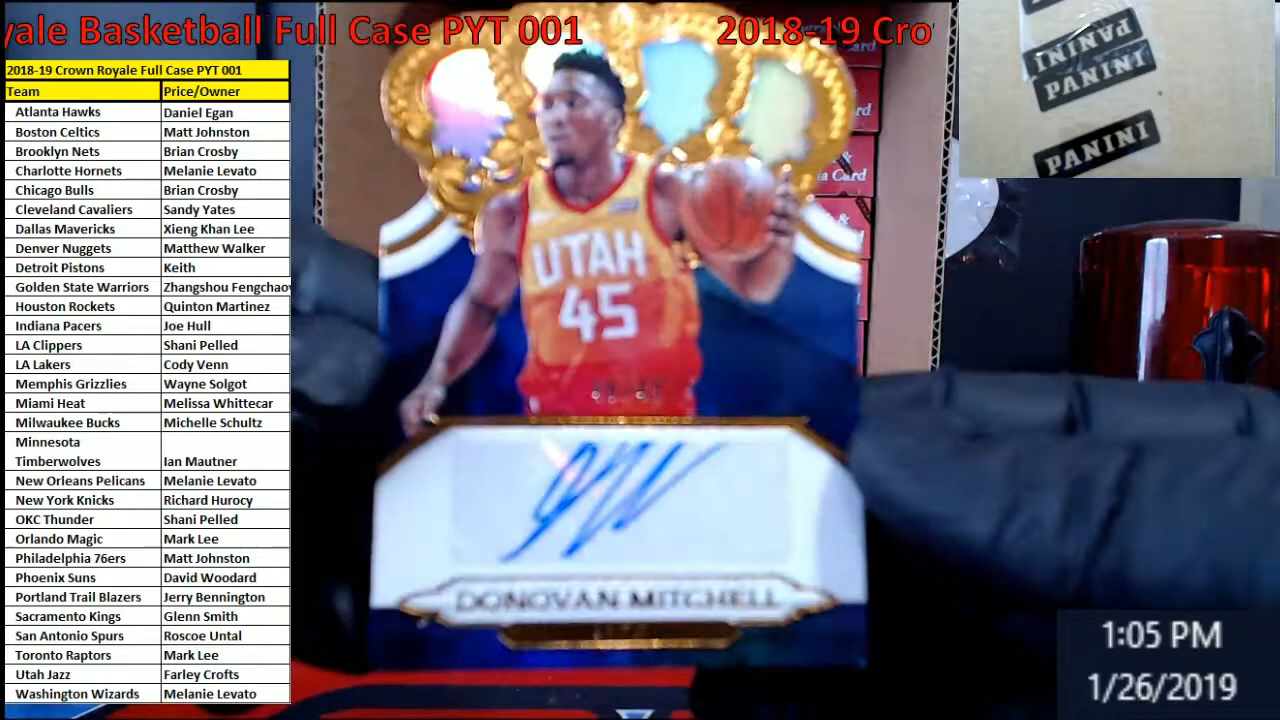 yale Basketball Full Case PYT 001 2018-19 Cro
2018-19 Crown Royale Full Case PYT 001
Team Price/Owner
Atlanta Hawks Daniel Egan
Boston Celtics Matt Johnston
Brooklyn Nets Brian Crosby
Charlotte Hornets Melanie Levato
Chicago Bulls Brian Crosby
Cleveland Cavaliers Sandy Yates
Dallas Mavericks Xieng Khan Lee
Denver Nuggets Matthew Walker
Detroit Pistons Keith
Golden State Warriors Zhangshou Fengchao
Houston Rockets Quinton Martinez
Indiana Pacers Joe Hull
LA Clippers Shani Pelled
LA Lakers Cody Venn
Memphis Grizzlies Wayne Solgot
Miami Heat Melissa Whittecar
Milwaukee Bucks Michelle Schultz
Minnesota
Timberwolves Ian Mautner
New Orleans Pelicans Melanie Levato
New York Knicks Richard Hurocy
OKC Thunder Shani Pelled
Orlando Magic Mark Lee
Philadelphia 76ers Matt Johnston
Phoenix Suns David Woodard
Portland Trail Blazers Jerry Bennington
Sacramento Kings Glenn Smith
San Antonio Spurs Roscoe Untal
Toronto Raptors Mark Lee
Utah Jazz Farley Crofts
Washington Wizards Melanie Levato
UTAH
45
DONOVAN MITCHELL
PANINI
PANINI
PANINI
Card
Card
1:05 PM
1/26/2019